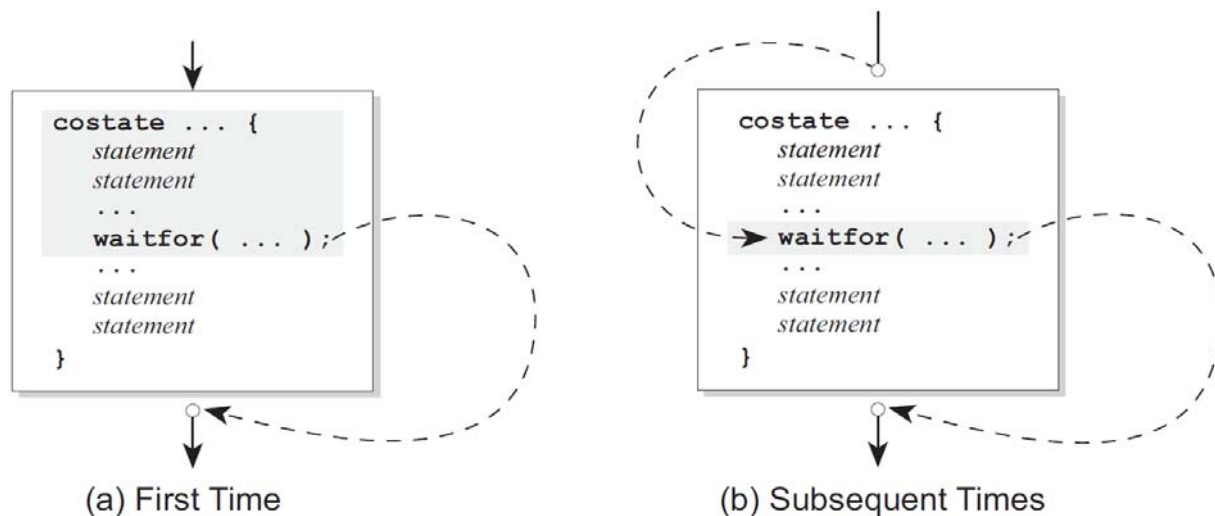 costate ... {
statement
statement
...
waitfor( ... );
...
statement
statement
}
(a) First Time
costate ... {
statement
statement
...
waitfor( ... );
...
statement
statement
}
(b) Subsequent Times